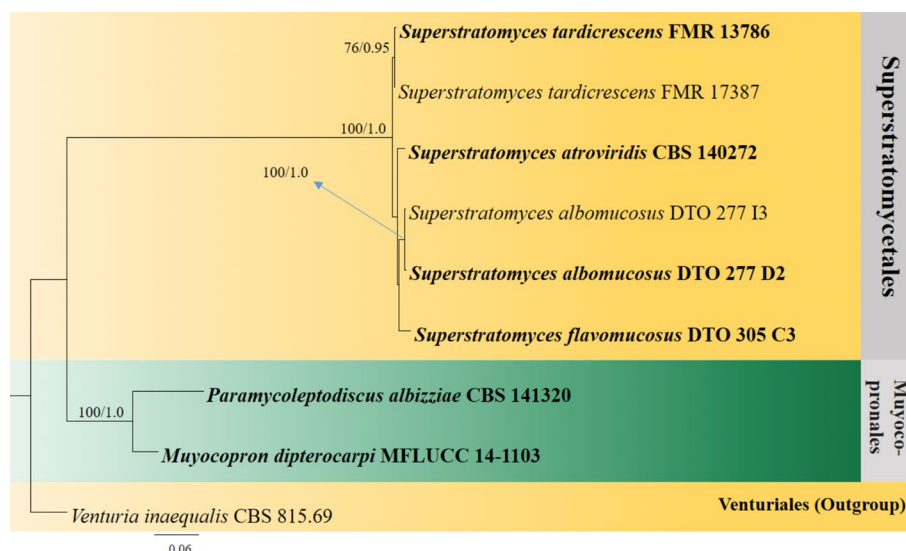 Superstratomyces tardicrescens FMR 13786
76/0.95
Superstratomyces tardicrescens FMR 17387
100/1.0
Superstratomyces atroviridis CBS 140272
100/1.0
Superstratomyces albomucosus DTO 277 I3
Superstratomyces albomucosus DTO 277 D2
Superstratomyces flavomucosus DTO 305 C3
Superstratomycetales
Paramycoleptodiscus albizziae CBS 141320
100/1.0
Muyocopron dipterocarpi MFLUCC 14-1103
Muyoco-
pronales
Venturiales (Outgroup)
Venturia inaequalis CBS 815.69
0.06